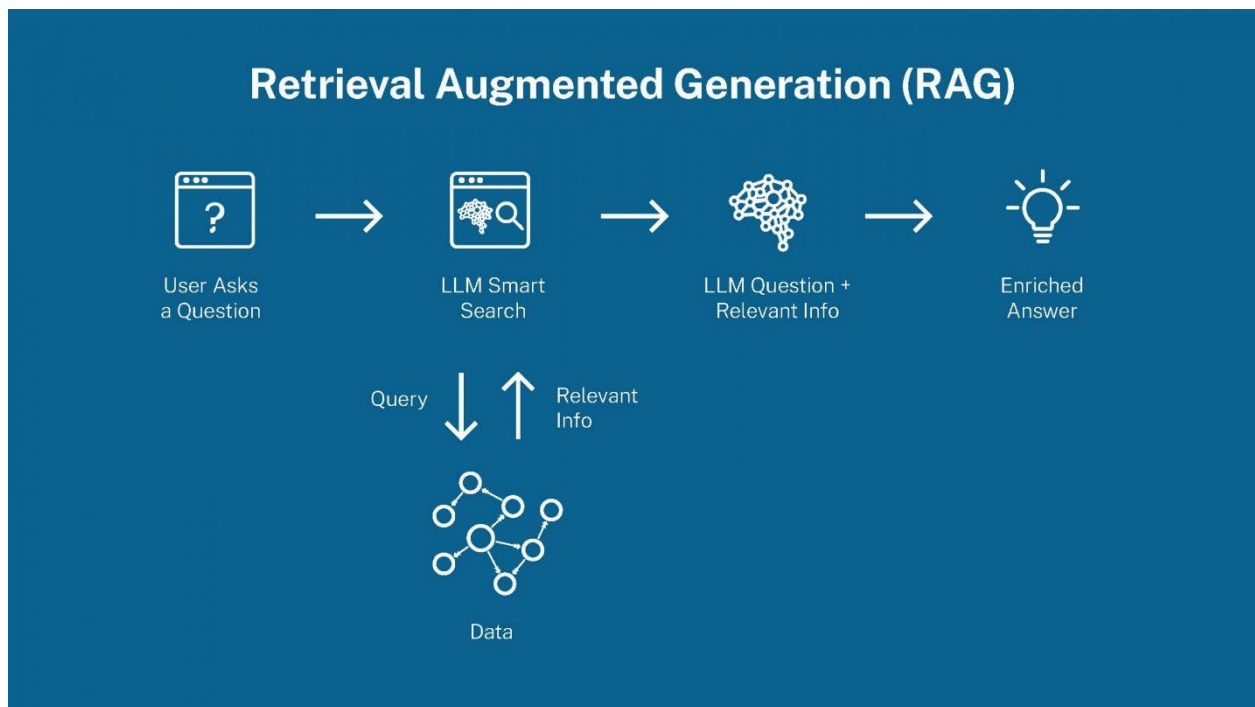 Retrieval Augmented Generation (RAG)
?
User Asks
a Question
LLM Smart
Search
LLM Question +
Relevant Info
Enriched
Answer
Query
Relevant
Info
Data